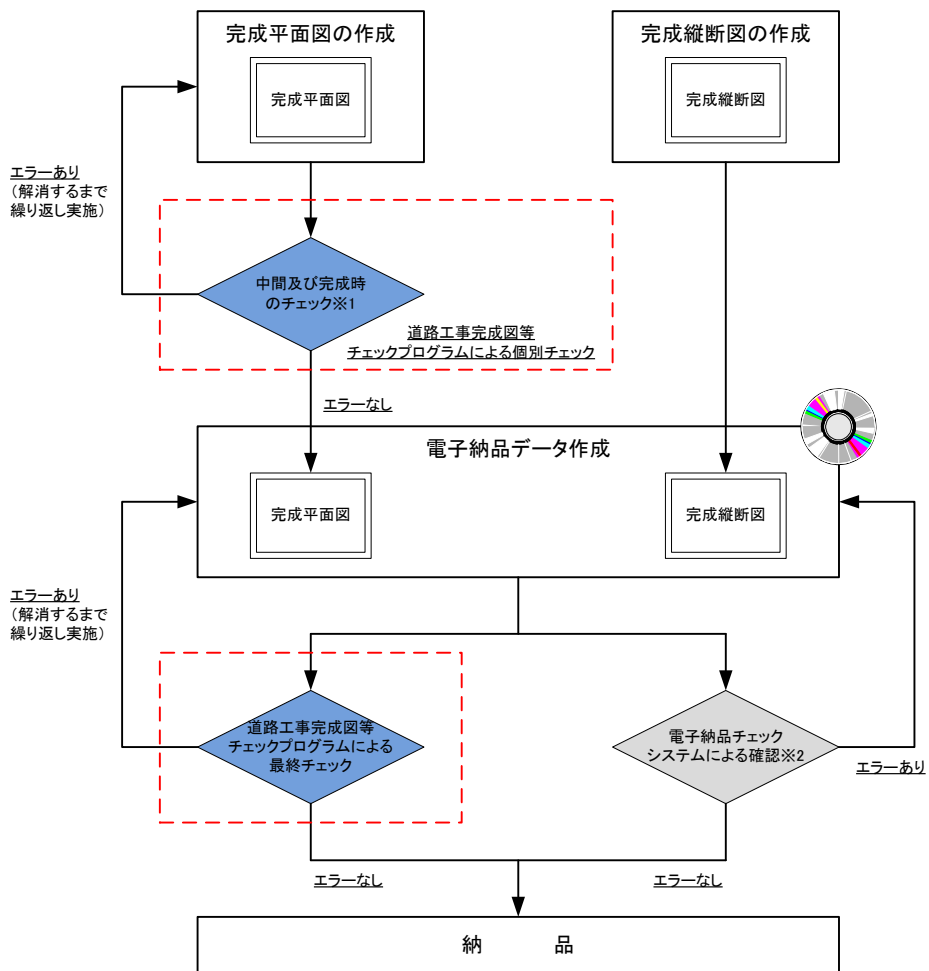 完成平面図の作成
完成平面図
完成縦断図の作成
完成縦断図
エラーあり
（解消するまで
繰り返し実施）
中間及び完成時
のチェック※1
道路工事完成図等
チェックプログラムによる個別チェック
エラーなし
電子納品データ作成
完成平面図
完成縦断図
エラーあり
（解消するまで
繰り返し実施）
道路工事完成図等
チェックプログラムによる
最終チェック
電子納品チェック
システムによる確認※2
エラーあり
エラーなし
エラーなし
納　　　品